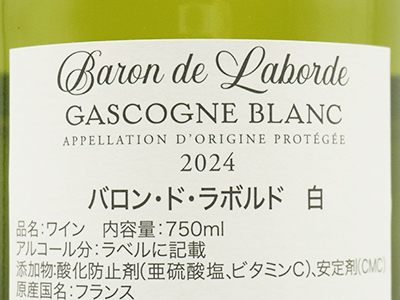 Baron de Laborde
GASCOGNE BLANC
APPELLATION D'ORIGINE PROTÉGÉE
2024
バロン・ド・ラボルド 白
品名:ワイン 内容量:750ml
アルコール分:ラベルに記載
添加物:酸化防止剤(亜硫酸塩、ビタミンC)、安定剤(CMC)
原産国名:フランス